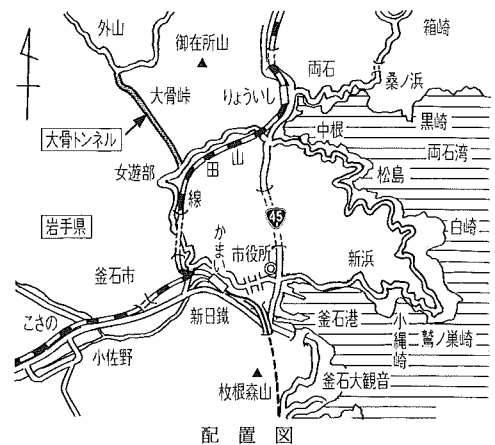 外山
御在所山
箱崎
両石
桑ノ浜
大骨峠
りょういし
黒崎
中根
両石湾
大骨トンネル
山田線
女遊部
松島
45
岩手県
白崎
かまいし
市役所
新浜
釜石市
こさの
新日鐵
釜石港
小縄崎
鷲ノ巣崎
小佐野
釜石大観音
枚根森山
配置図